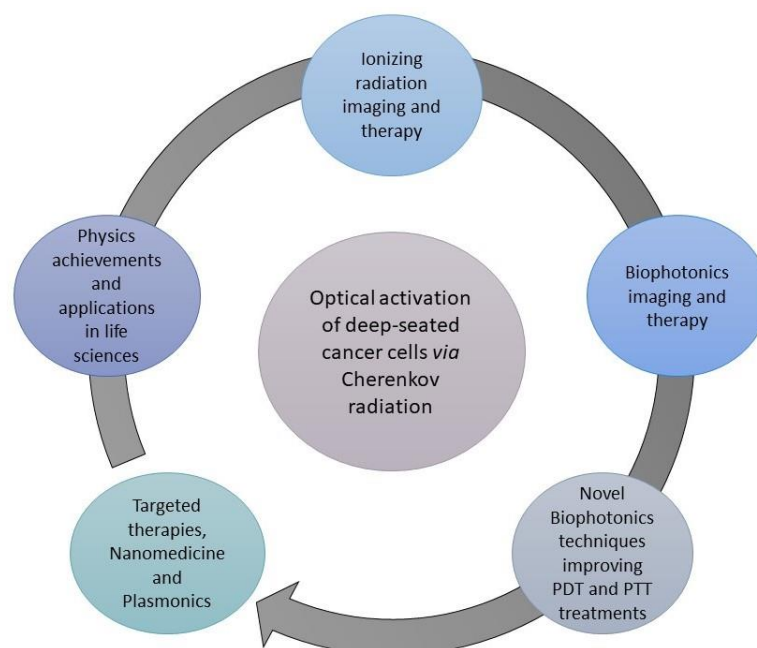 Ionizing
radiation
imaging and
therapy
Physics
achievements
and
applications
in life
sciences
Biophotonics
imaging and
therapy
Optical activation
of deep-seated
cancer cells via
Cherenkov
radiation
Targeted
therapies,
Nanomedicine
and
Plasmonics
Novel
Biophotonics
techniques
improving
PDT and PTT
treatments